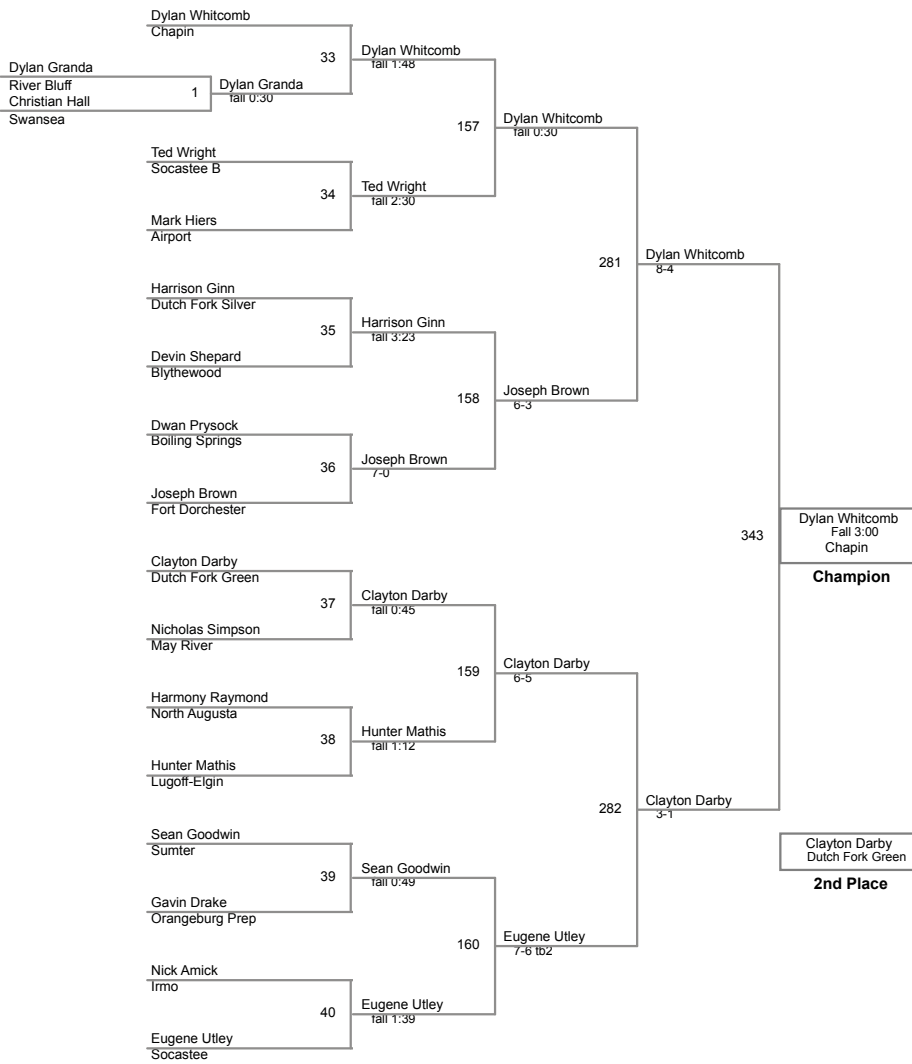 Dylan Whitcomb
Chapin
33
Dylan Whitcomb
fall 1:48
Dylan Granda
River Bluff
Christian Hall
Swansea
1
Dylan Granda
fall 0:30
157
Dylan Whitcomb
fall 0:30
Ted Wright
Socastee B
34
Ted Wright
fall 2:30
Mark Hiers
Airport
281
Dylan Whitcomb
8-4
Harrison Ginn
Dutch Fork Silver
35
Harrison Ginn
fall 3:23
Devin Shepard
Blythewood
158
Joseph Brown
6-3
Dwan Prysock
Boiling Springs
36
Joseph Brown
7-0
Joseph Brown
Fort Dorchester
343
Dylan Whitcomb
Fall 3:00
Chapin
Champion
Clayton Darby
Dutch Fork Green
37
Clayton Darby
fall 0:45
Nicholas Simpson
May River
159
Clayton Darby
6-5
Harmony Raymond
North Augusta
38
Hunter Mathis
fall 1:12
Hunter Mathis
Lugoff-Elgin
282
Clayton Darby
3-1
Sean Goodwin
Sumter
39
Sean Goodwin
fall 0:49
Gavin Drake
Orangeburg Prep
Clayton Darby
Dutch Fork Green
2nd Place
160
Eugene Utley
7-6 tb2
Nick Amick
Irmo
40
Eugene Utley
fall 1:39
Eugene Utley
Socastee